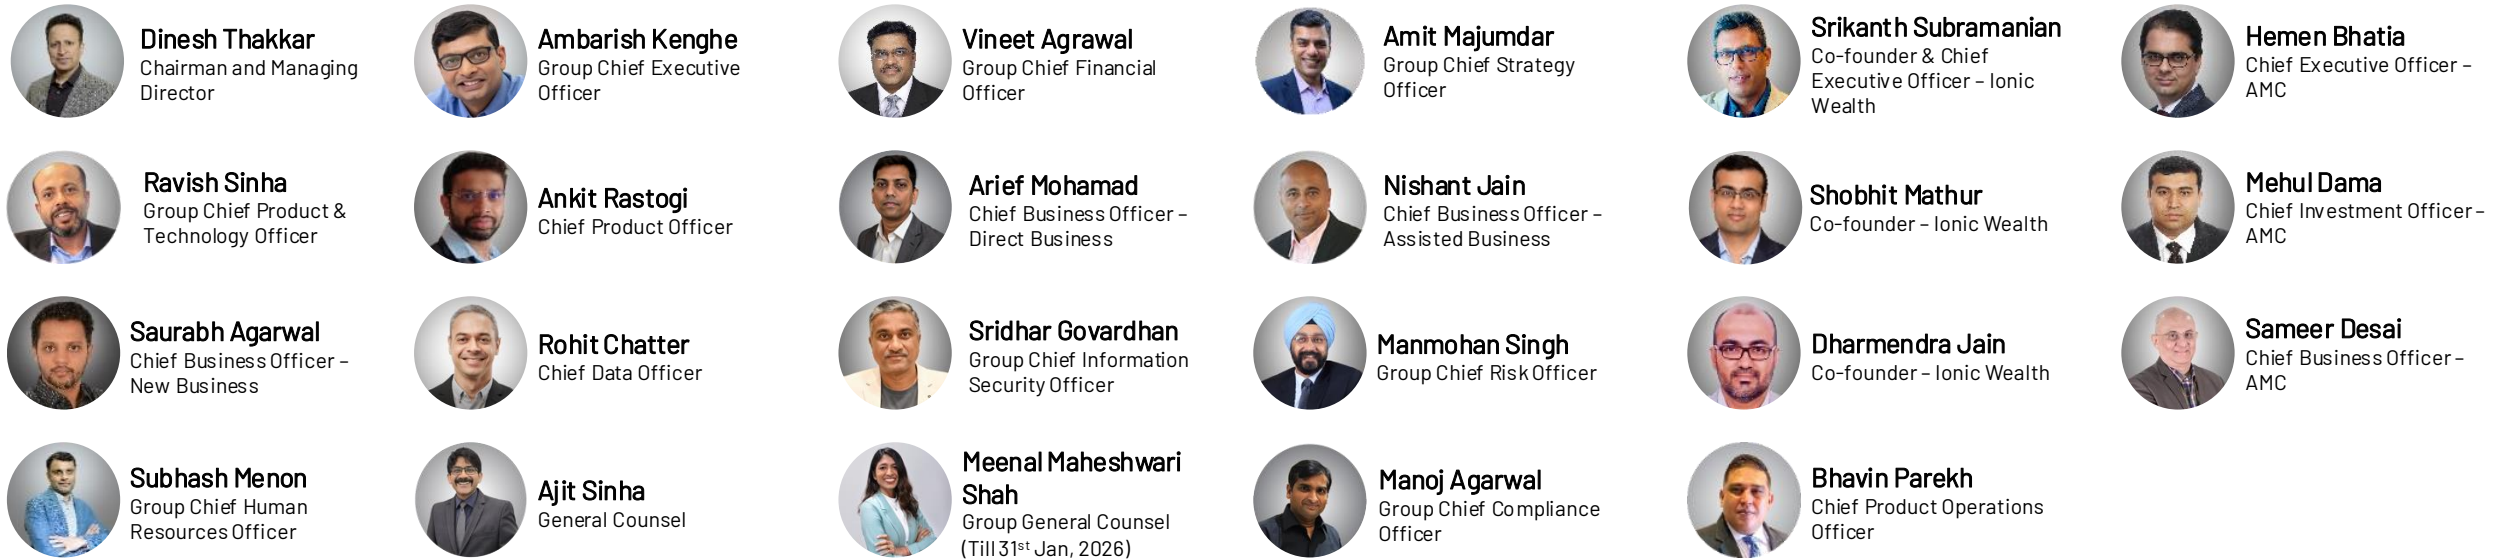 Dinesh Thakkar
Chairman and Managing
Director
Ambarish Kenghe
Group Chief Executive
Officer
Vineet Agrawal
Group Chief Financial
Officer
Amit Majumdar
Group Chief Strategy
Officer
Srikanth Subramanian
Co-founder & Chief
Executive Officer – Ionic
Wealth
Hemen Bhatia
Chief Executive Officer –
AMC
Ravish Sinha
Group Chief Product &
Technology Officer
Ankit Rastogi
Chief Product Officer
Arief Mohamad
Chief Business Officer –
Direct Business
Nishant Jain
Chief Business Officer –
Assisted Business
Shobhit Mathur
Co-founder – Ionic Wealth
Mehul Dama
Chief Investment Officer –
AMC
Saurabh Agarwal
Chief Business Officer –
New Business
Rohit Chatter
Chief Data Officer
Sridhar Govardhan
Group Chief Information
Security Officer
Manmohan Singh
Group Chief Risk Officer
Dharmendra Jain
Co-founder – Ionic Wealth
Sameer Desai
Chief Business Officer –
AMC
Subhash Menon
Group Chief Human
Resources Officer
Ajit Sinha
General Counsel
Meenal Maheshwari
Shah
Group General Counsel
(Till 31st Jan, 2026)
Manoj Agarwal
Group Chief Compliance
Officer
Bhavin Parekh
Chief Product Operations
Officer